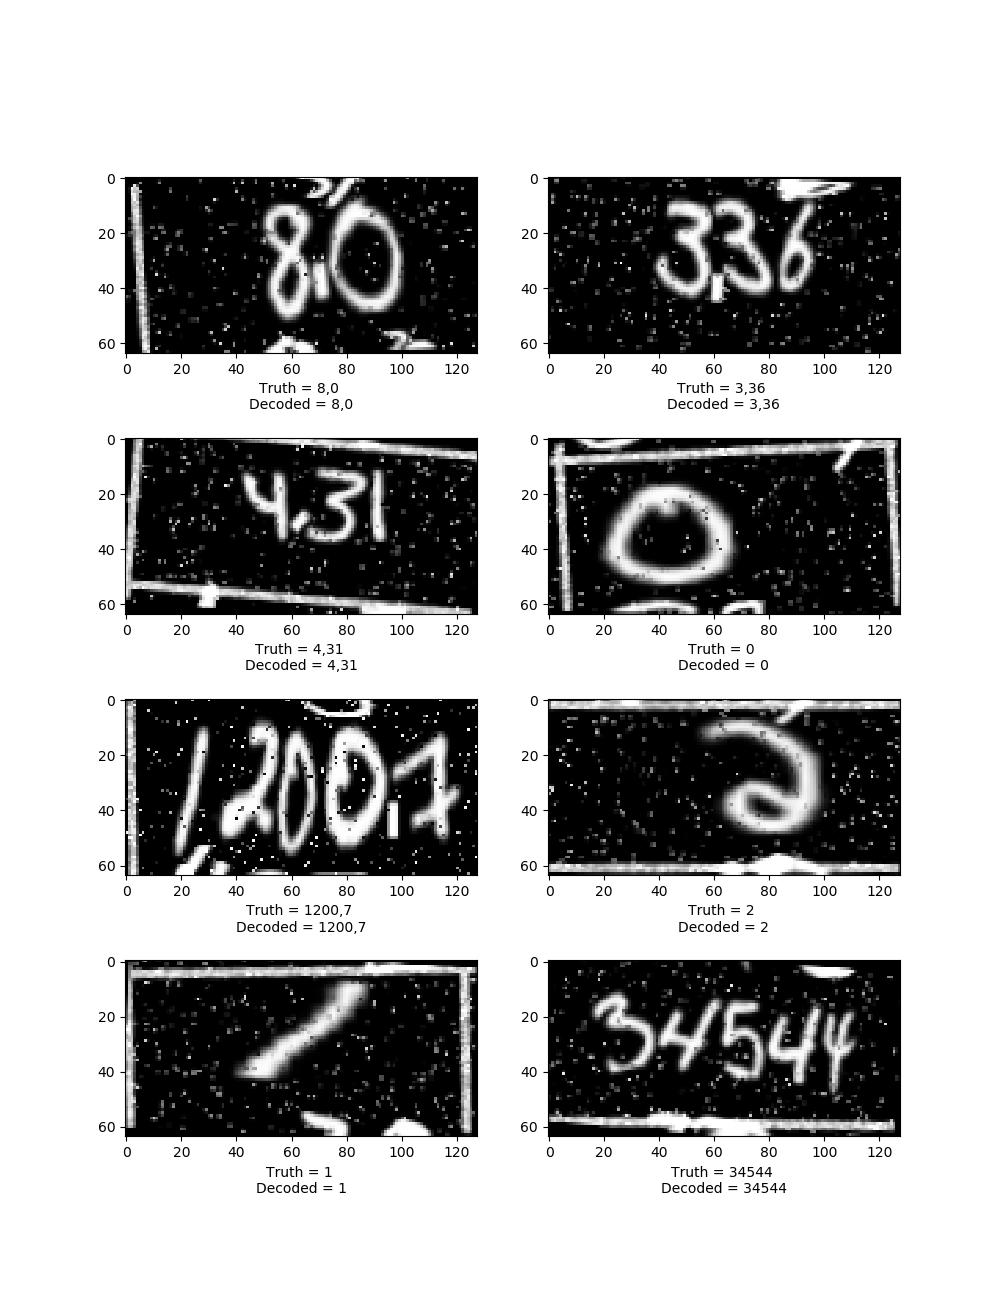 8,0
0
20
40
60
0 20 40 60 80 100 120
Truth = 8,0
Decoded = 8,0
3,36
0
20
40
60
0 20 40 60 80 100 120
Truth = 3,36
Decoded = 3,36
4,31
0
20
40
60
0 20 40 60 80 100 120
Truth = 4,31
Decoded = 4,31
0
0
20
40
60
0 20 40 60 80 100 120
Truth = 0
Decoded = 0
1200,7
0
20
40
60
0 20 40 60 80 100 120
Truth = 1200,7
Decoded = 1200,7
2
0
20
40
60
0 20 40 60 80 100 120
Truth = 2
Decoded = 2
1
0
20
40
60
0 20 40 60 80 100 120
Truth = 1
Decoded = 1
34544
0
20
40
60
0 20 40 60 80 100 120
Truth = 34544
Decoded = 34544